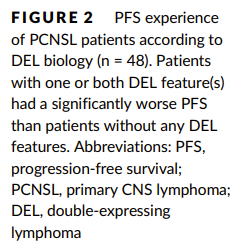 FIGURE 2 PFS experience
of PCNSL patients according to
DEL biology (n = 48). Patients
with one or both DEL feature(s)
had a significantly worse PFS
than patients without any DEL
features. Abbreviations: PFS,
progression-free survival;
PCNSL, primary CNS lymphoma;
DEL, double-expressing
lymphoma